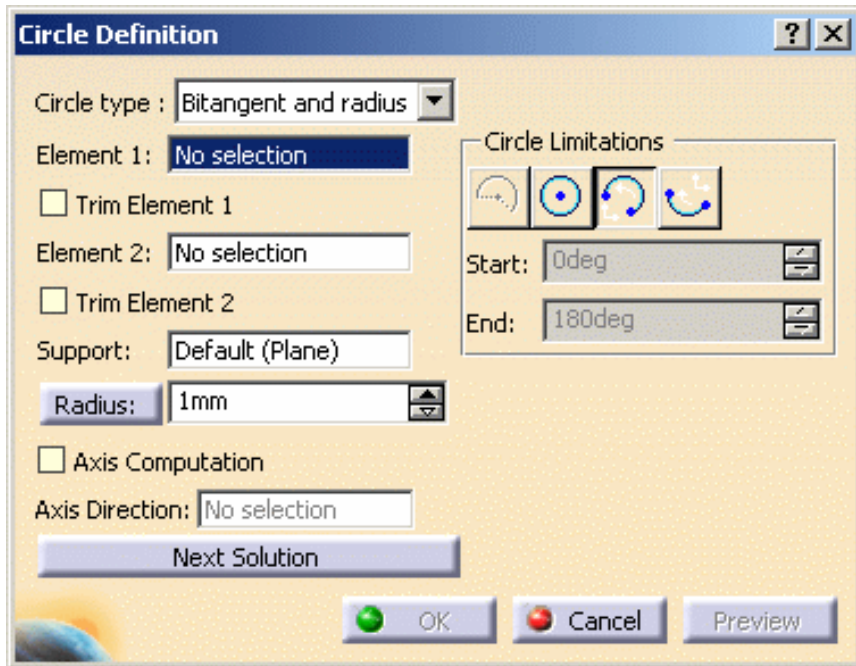 Circle Definition
Circle type : Bitangent and radius
Element 1: No selection
Trim Element 1
Element 2: No selection
Trim Element 2
Support: Default (Plane)
Radius: 1mm
Axis Computation
Axis Direction: No selection
Next Solution
Circle Limitations
Start: 0deg
End: 180deg
OK Cancel Preview